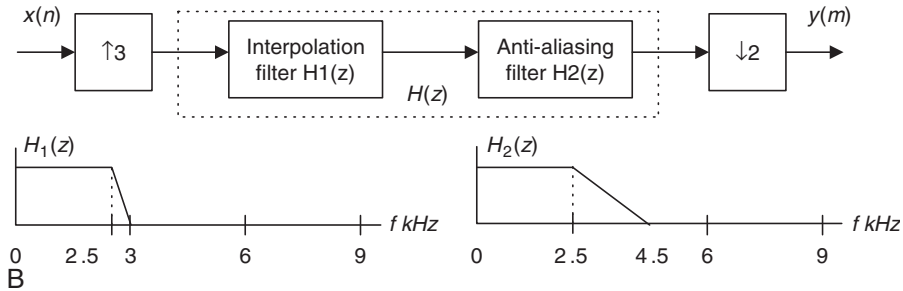 x(n)
y(m)
↑3
Interpolation
filter H1(z)
Anti-aliasing
filter H2(z)
↓2
H(z)
H₁(z)
f kHz
0 2.5 3 6 9
H₂(z)
f kHz
0 2.5 4.5 6 9
B